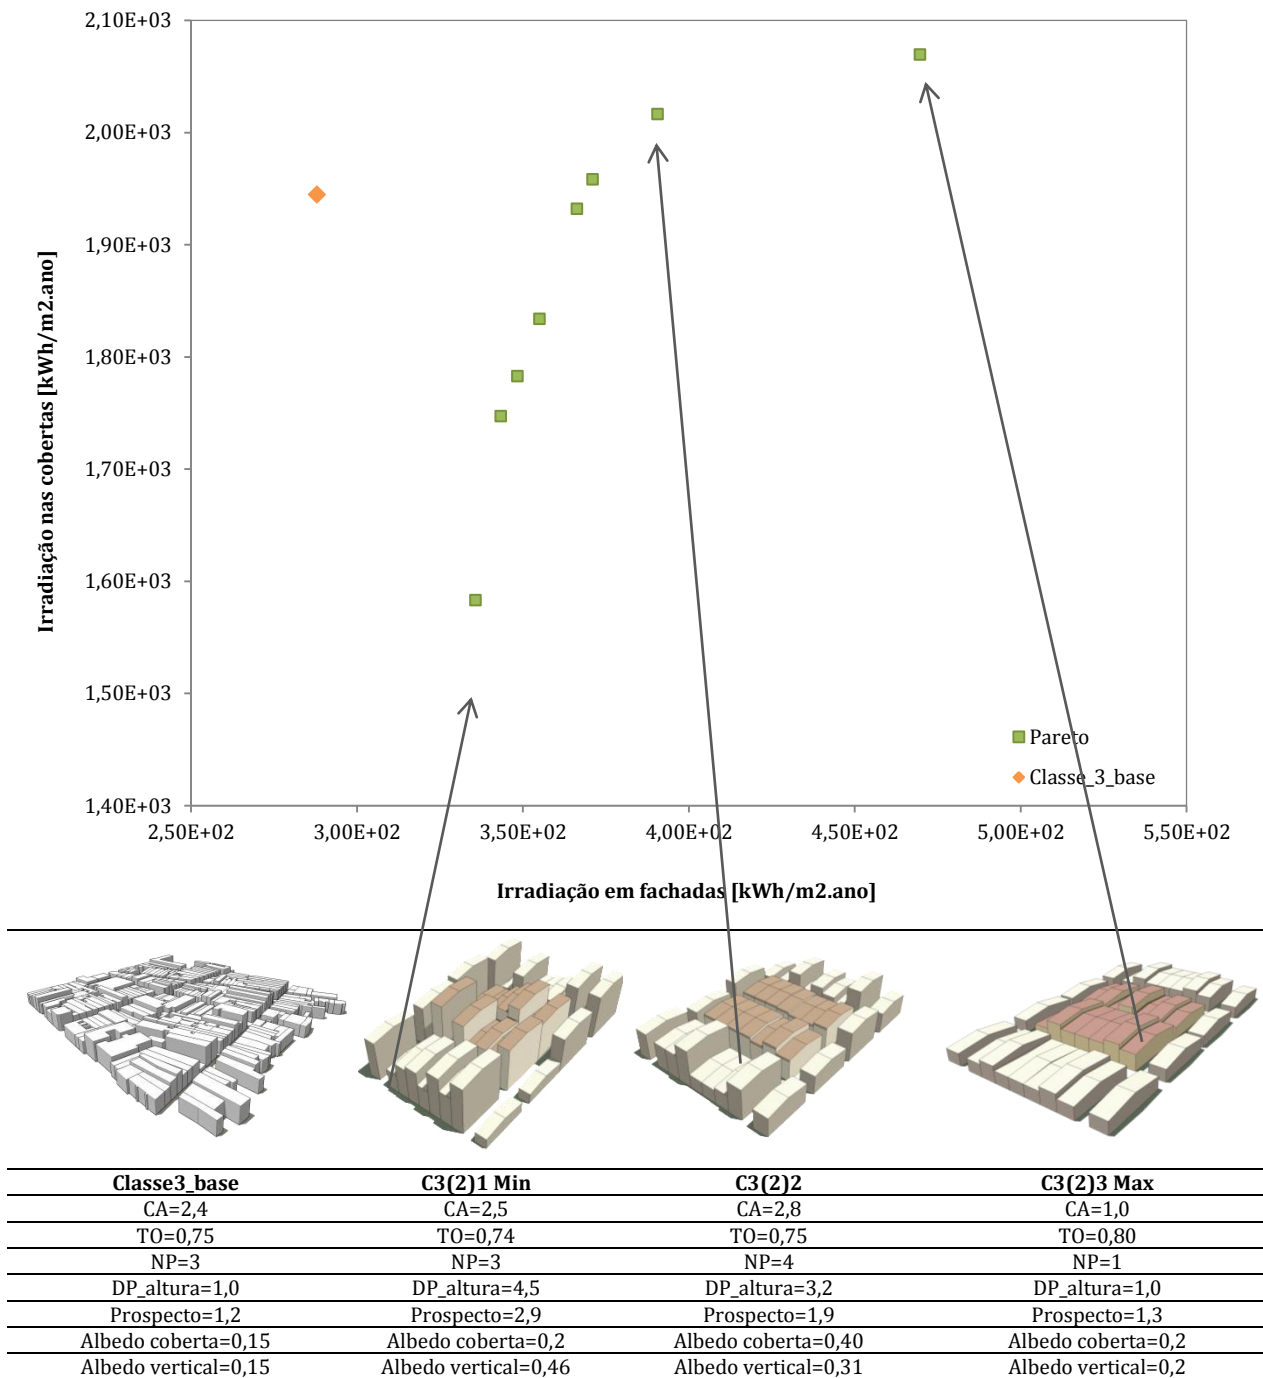 2,10E+03
2,00E+03
1,90E+03
1,80E+03
1,70E+03
1,60E+03
1,50E+03
1,40E+03
Irradiação nas cobertas [kWh/m2.ano]
Pareto
Classe_3_base
2,50E+02 3,00E+02 3,50E+02 4,00E+02 4,50E+02 5,00E+02 5,50E+02
Irradiação em fachadas [kWh/m2.ano]
Classe3_base C3(2)1 Min C3(2)2 C3(2)3 Max
CA=2,4 CA=2,5 CA=2,8 CA=1,0
TO=0,75 TO=0,74 TO=0,75 TO=0,80
NP=3 NP=3 NP=4 NP=1
DP_altura=1,0 DP_altura=4,5 DP_altura=3,2 DP_altura=1,0
Prospecto=1,2 Prospecto=2,9 Prospecto=1,9 Prospecto=1,3
Albedo coberta=0,15 Albedo coberta=0,2 Albedo coberta=0,40 Albedo coberta=0,2
Albedo vertical=0,15 Albedo vertical=0,46 Albedo vertical=0,31 Albedo vertical=0,2